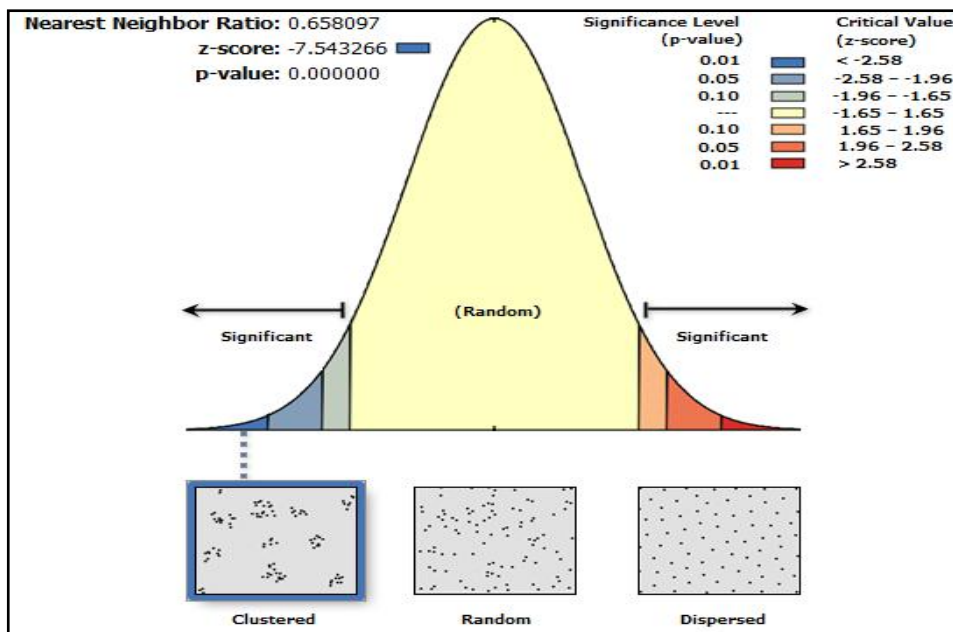 Nearest Neighbor Ratio: 0.658097
z-score: -7.543266
p-value: 0.000000
Significance Level (p-value)
Critical Value (z-score)
0.01 < -2.58
0.05 -2.58 – -1.96
0.10 -1.96 – -1.65
--- -1.65 – 1.65
0.10 1.65 – 1.96
0.05 1.96 – 2.58
0.01 > 2.58
(Random)
Significant
Significant
Clustered
Random
Dispersed